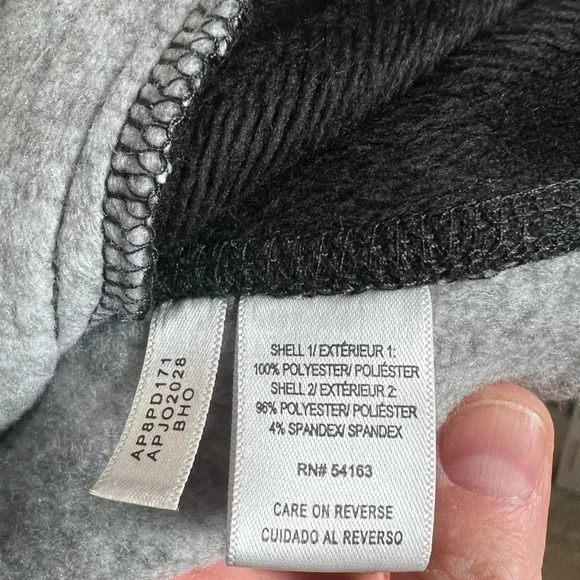 AP8PD171
APJO2028
BHO
SHELL 1/ EXTÉRIEUR 1:
100% POLYESTER/ POLIÉSTER
SHELL 2/ EXTÉRIEUR 2:
96% POLYESTER/ POLIÉSTER
4% SPANDEX/ SPANDEX
RN# 54163
CARE ON REVERSE
CUIDADO AL REVERSO